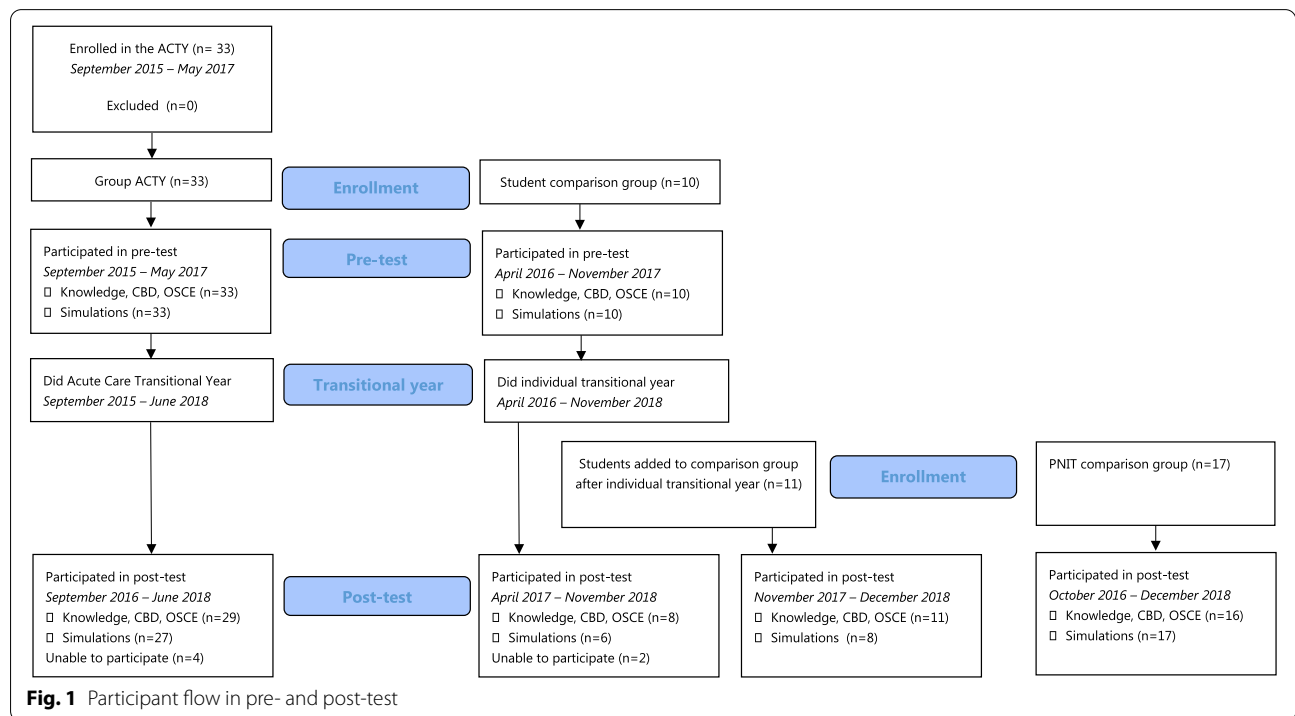 Enrolled in the ACTY (n= 33)
September 2015 – May 2017
Excluded (n=0)
Group ACTY (n=33)
Enrollment
Student comparison group (n=10)
Participated in pre-test
September 2015 – May 2017
▯ Knowledge, CBD, OSCE (n=33)
▯ Simulations (n=33)
Pre-test
Participated in pre-test
April 2016 – November 2017
▯ Knowledge, CBD, OSCE (n=10)
▯ Simulations (n=10)
Did Acute Care Transitional Year
September 2015 – June 2018
Transitional year
Did individual transitional year
April 2016 – November 2018
Students added to comparison group
after individual transitional year (n=11)
Enrollment
PNIT comparison group (n=17)
Participated in post-test
September 2016 – June 2018
▯ Knowledge, CBD, OSCE (n=29)
▯ Simulations (n=27)
Unable to participate (n=4)
Post-test
Participated in post-test
April 2017 – November 2018
▯ Knowledge, CBD, OSCE (n=8)
▯ Simulations (n=6)
Unable to participate (n=2)
Participated in post-test
November 2017 – December 2018
▯ Knowledge, CBD, OSCE (n=11)
▯ Simulations (n=8)
Participated in post-test
October 2016 – December 2018
▯ Knowledge, CBD, OSCE (n=16)
▯ Simulations (n=17)
Fig. 1 Participant flow in pre- and post-test